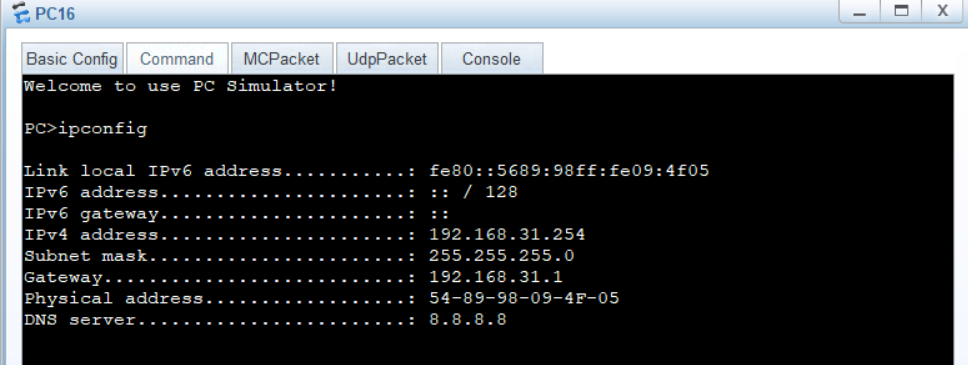 PC16
X
Basic Config Command MCPacket UdpPacket Console
Welcome to use PC Simulator!
PC>ipconfig
Link local IPv6 address...........: fe80::5689:98ff:fe09:4f05
IPv6 address......................: :: / 128
IPv6 gateway......................: ::
IPv4 address......................: 192.168.31.254
Subnet mask.......................: 255.255.255.0
Gateway...........................: 192.168.31.1
Physical address..................: 54-89-98-09-4F-05
DNS server........................: 8.8.8.8